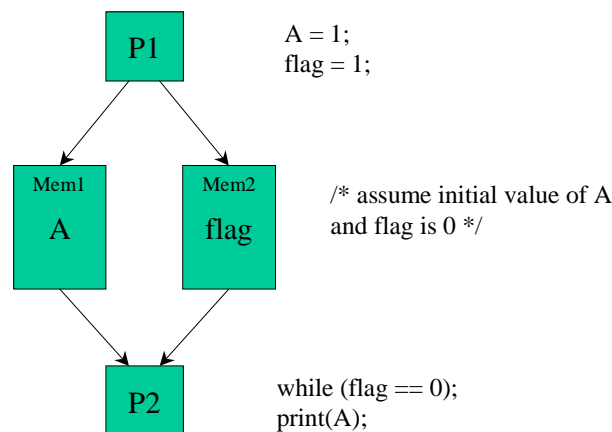 P1
A = 1;
flag = 1;
Mem1
A
Mem2
flag
/* assume initial value of A
and flag is 0 */
P2
while (flag == 0);
print(A);